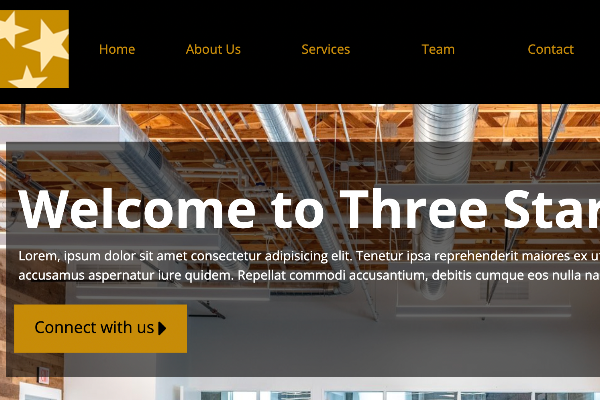 Home About Us Services Team Contact
Welcome to Three Star
Lorem, ipsum dolor sit amet consectetur adipisicing elit. Tenetur ipsa reprehenderit maiores ex u
accusamus aspernatur iure quidem. Repellat commodi accusantium, debitis cumque eos nulla na
Connect with us